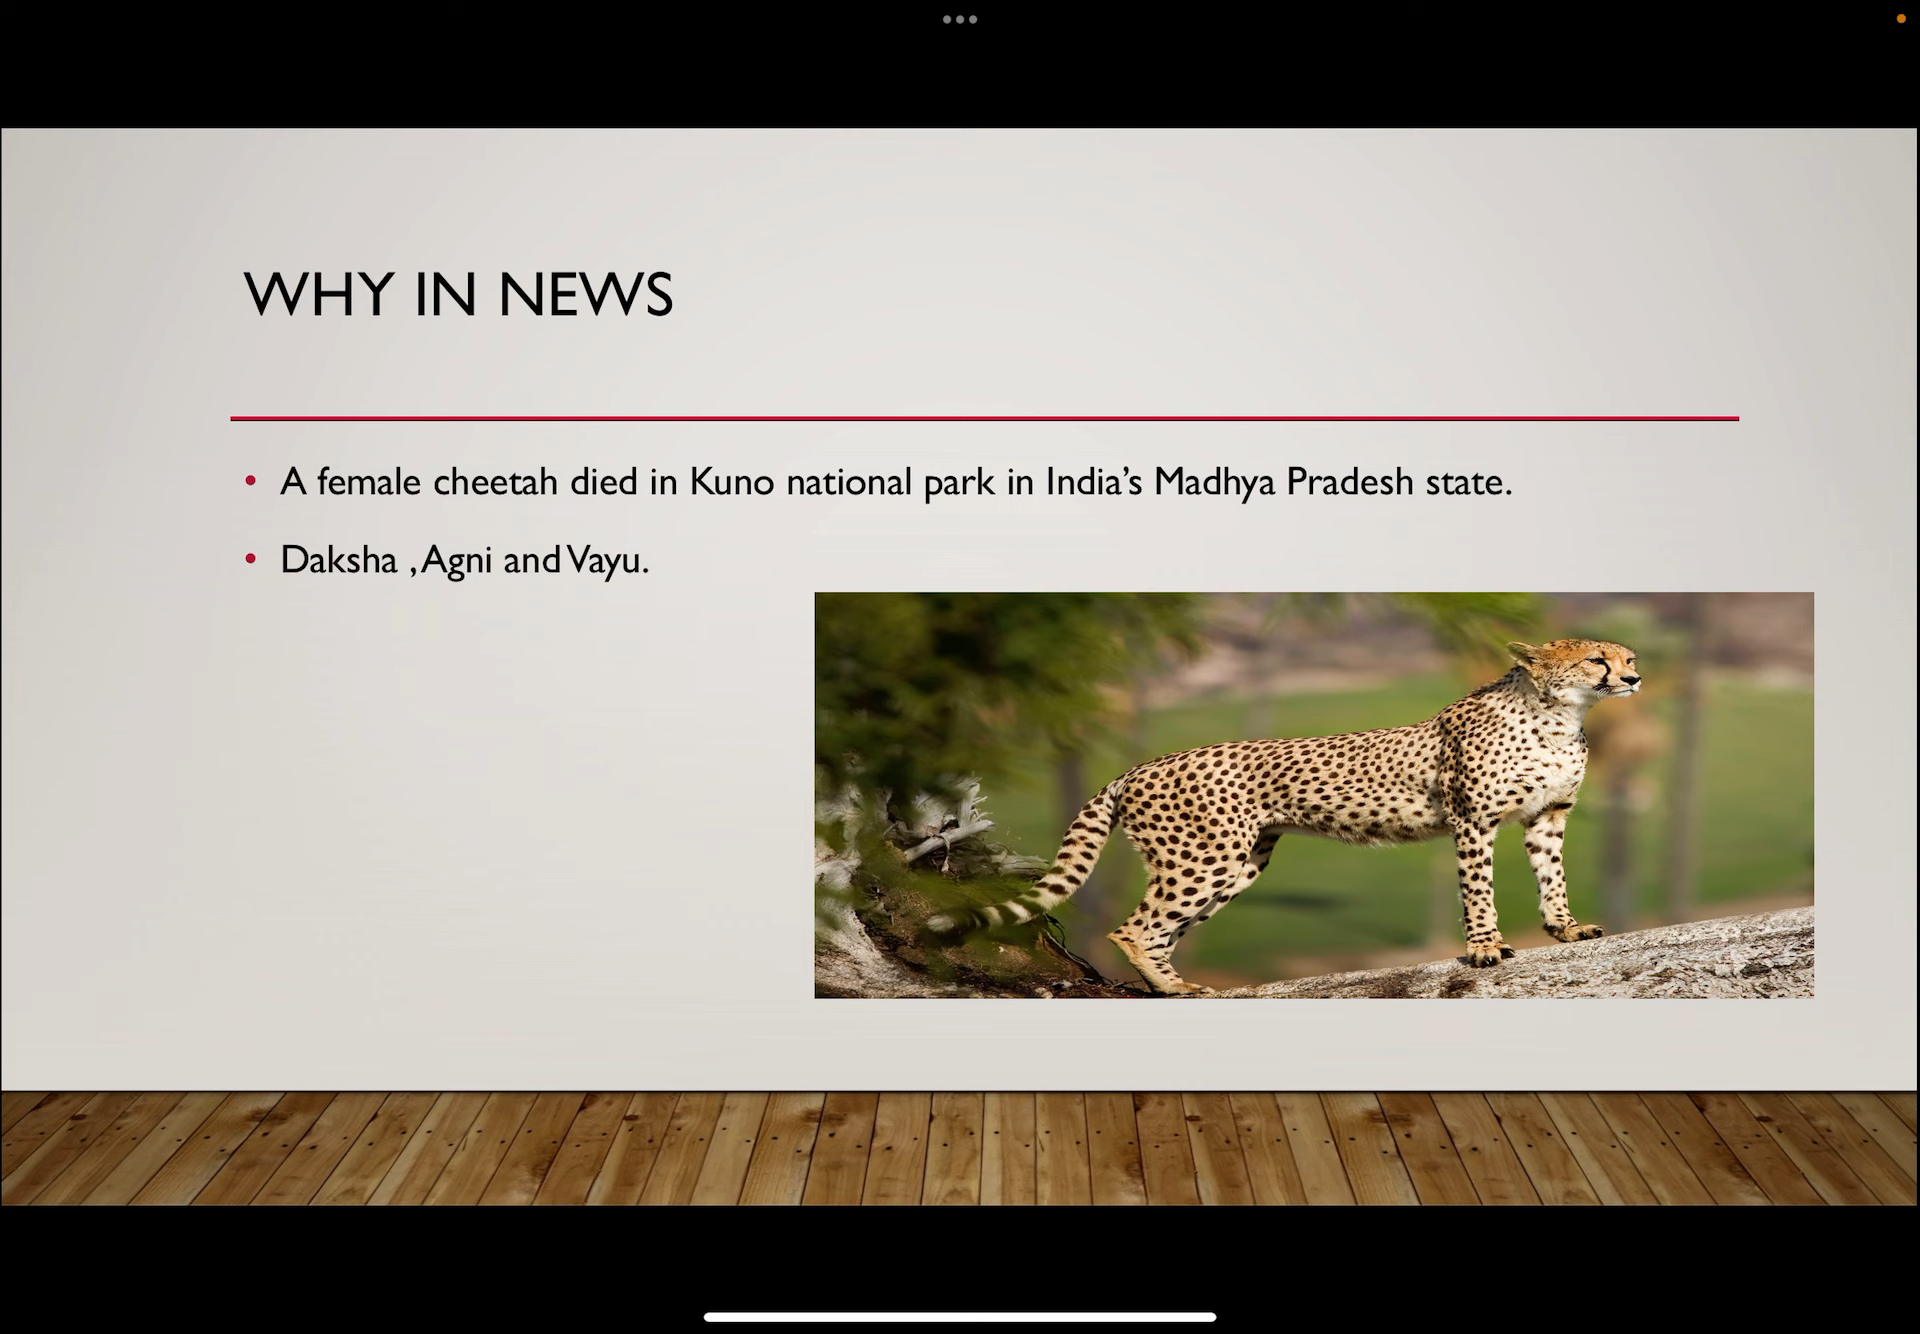 WHY IN NEWS
• A female cheetah died in Kuno national park in India’s Madhya Pradesh state.
• Daksha , Agni and Vayu.